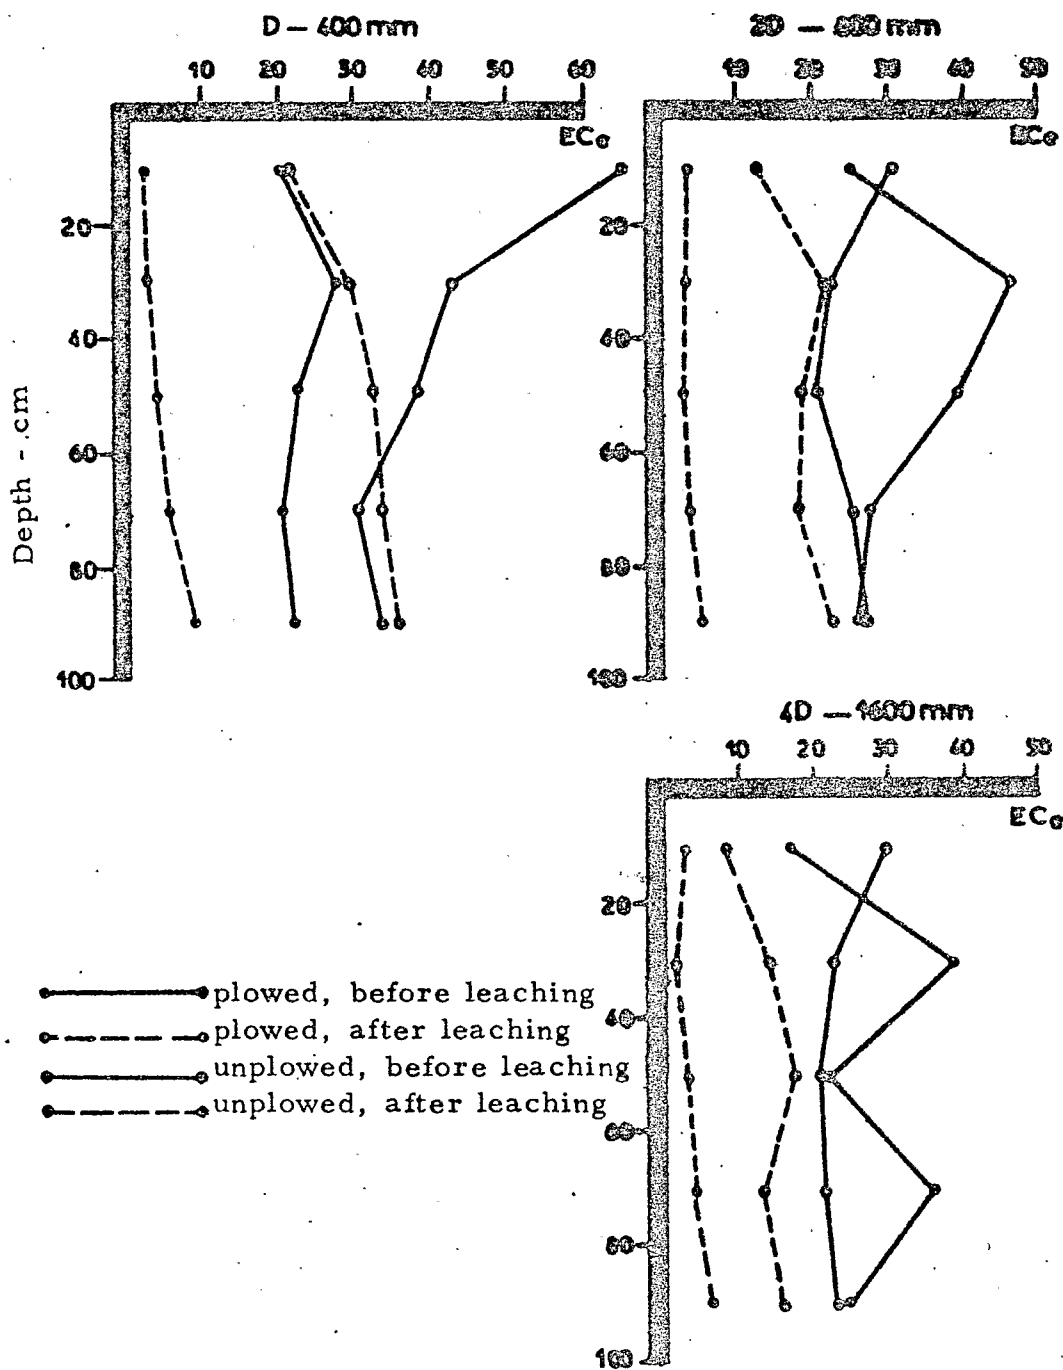 D — 400 mm
10 20 30 40 50 60
ECe
20
40
60
80
100
Depth - cm
2D — 800 mm
10 20 30 40 50
ECe
20
40
60
80
100
4D — 1600 mm
10 20 30 40 50
ECe
20
40
60
80
100
plowed, before leaching
plowed, after leaching
unplowed, before leaching
unplowed, after leaching